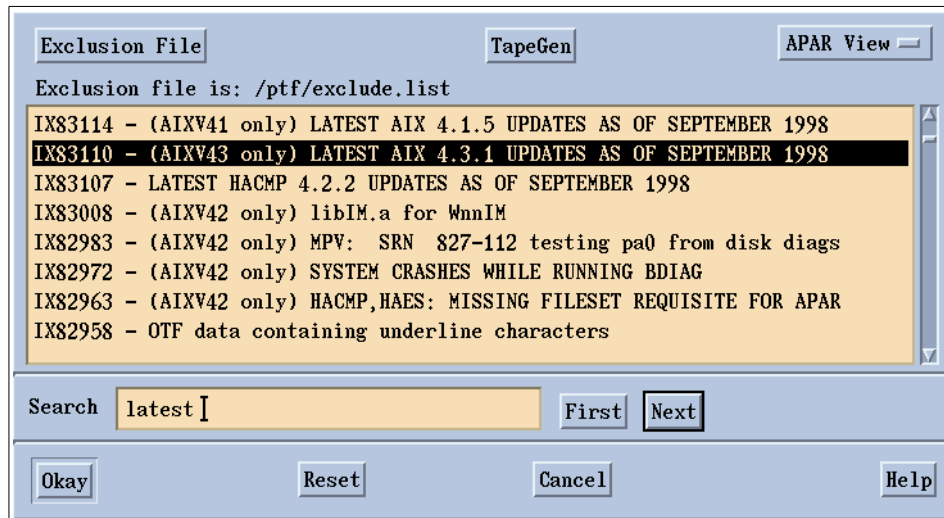 Exclusion File TapeGen APAR View
Exclusion file is: /ptf/exclude.list
IX83114 - (AIXV41 only) LATEST AIX 4.1.5 UPDATES AS OF SEPTEMBER 1998
IX83110 - (AIXV43 only) LATEST AIX 4.3.1 UPDATES AS OF SEPTEMBER 1998
IX83107 - LATEST HACMP 4.2.2 UPDATES AS OF SEPTEMBER 1998
IX83008 - (AIXV42 only) libIM.a for WnnIM
IX82983 - (AIXV42 only) MPV:  SRN  827-112 testing pa0 from disk diags
IX82972 - (AIXV42 only) SYSTEM CRASHES WHILE RUNNING BDIAG
IX82963 - (AIXV42 only) HACMP,HAES: MISSING FILESET REQUISITE FOR APAR
IX82958 - OTF data containing underline characters
Search latest First Next
Okay Reset Cancel Help